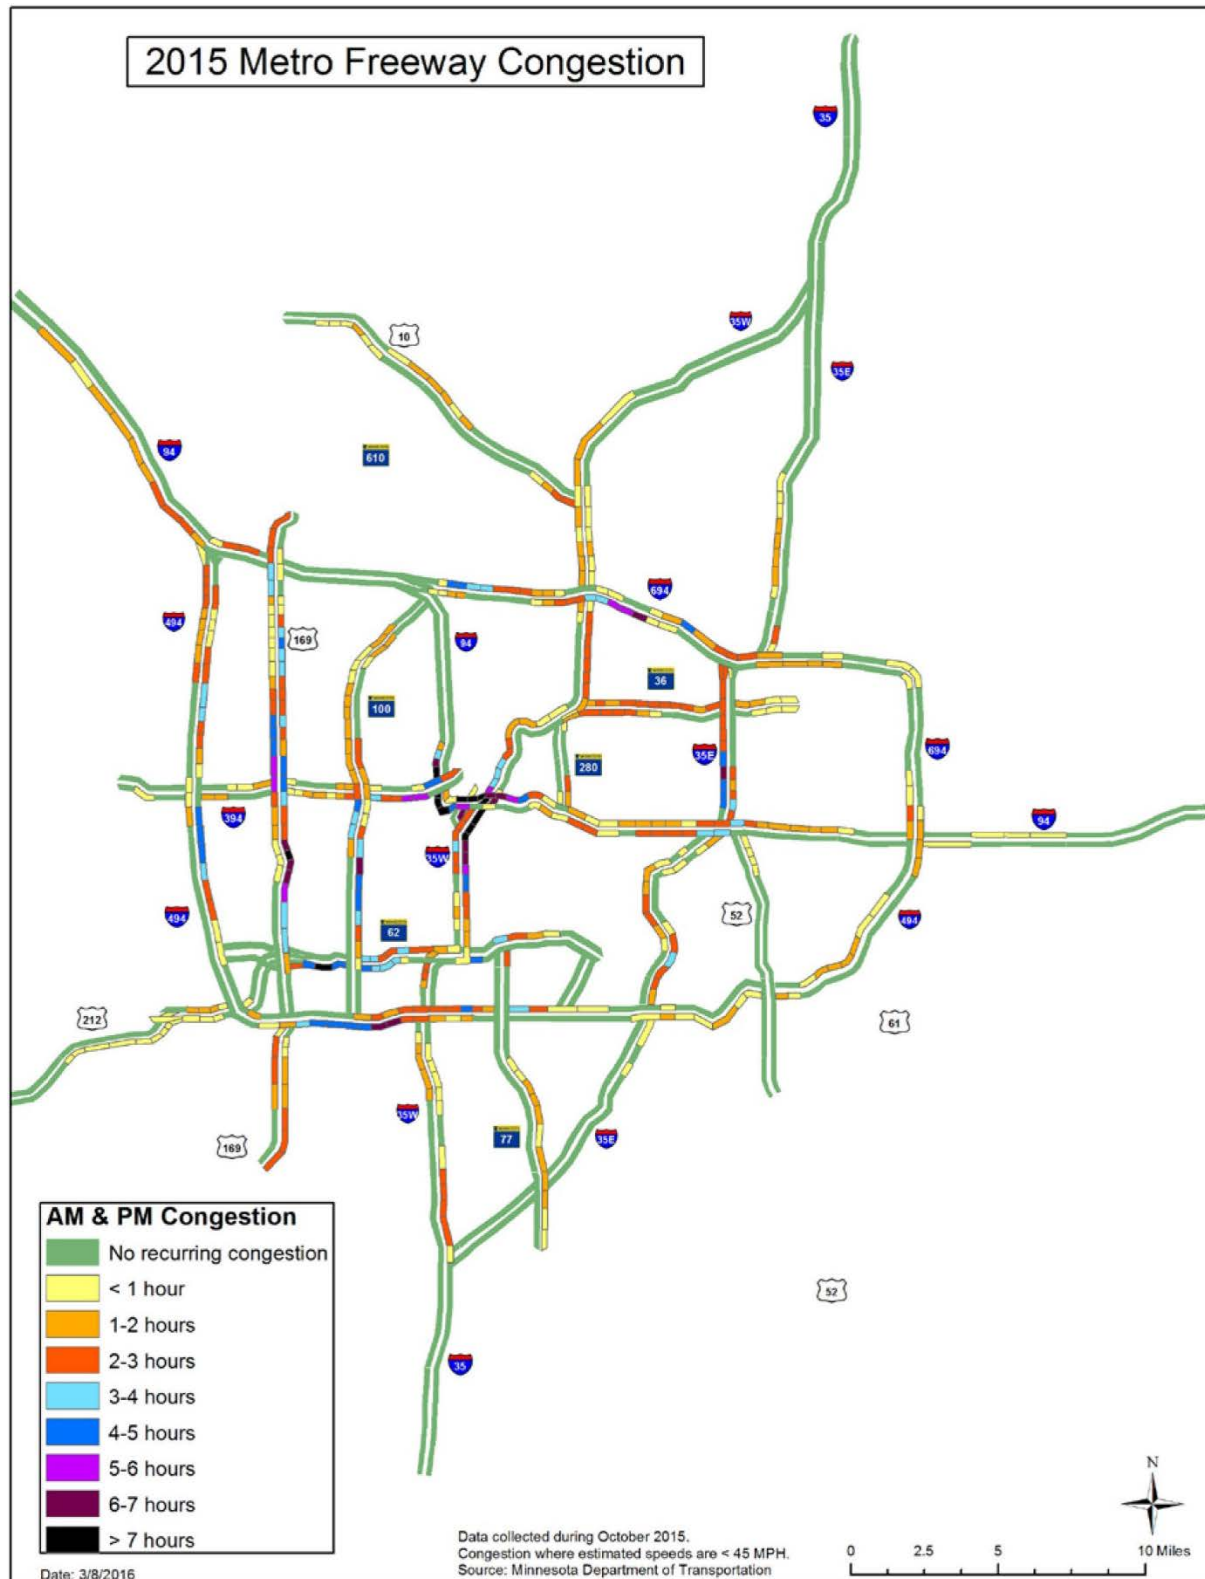 2015 Metro Freeway Congestion
35
35W
10
35E
94
610
694
494
169
94
36
100
35E
694
280
394
94
35W
494
62
52
494
212
61
35W
77
35E
169
52
35
AM & PM Congestion
No recurring congestion
< 1 hour
1-2 hours
2-3 hours
3-4 hours
4-5 hours
5-6 hours
6-7 hours
> 7 hours
N
Data collected during October 2015.
Congestion where estimated speeds are < 45 MPH.
Source: Minnesota Department of Transportation
0 2.5 5 10 Miles
Date: 3/8/2016